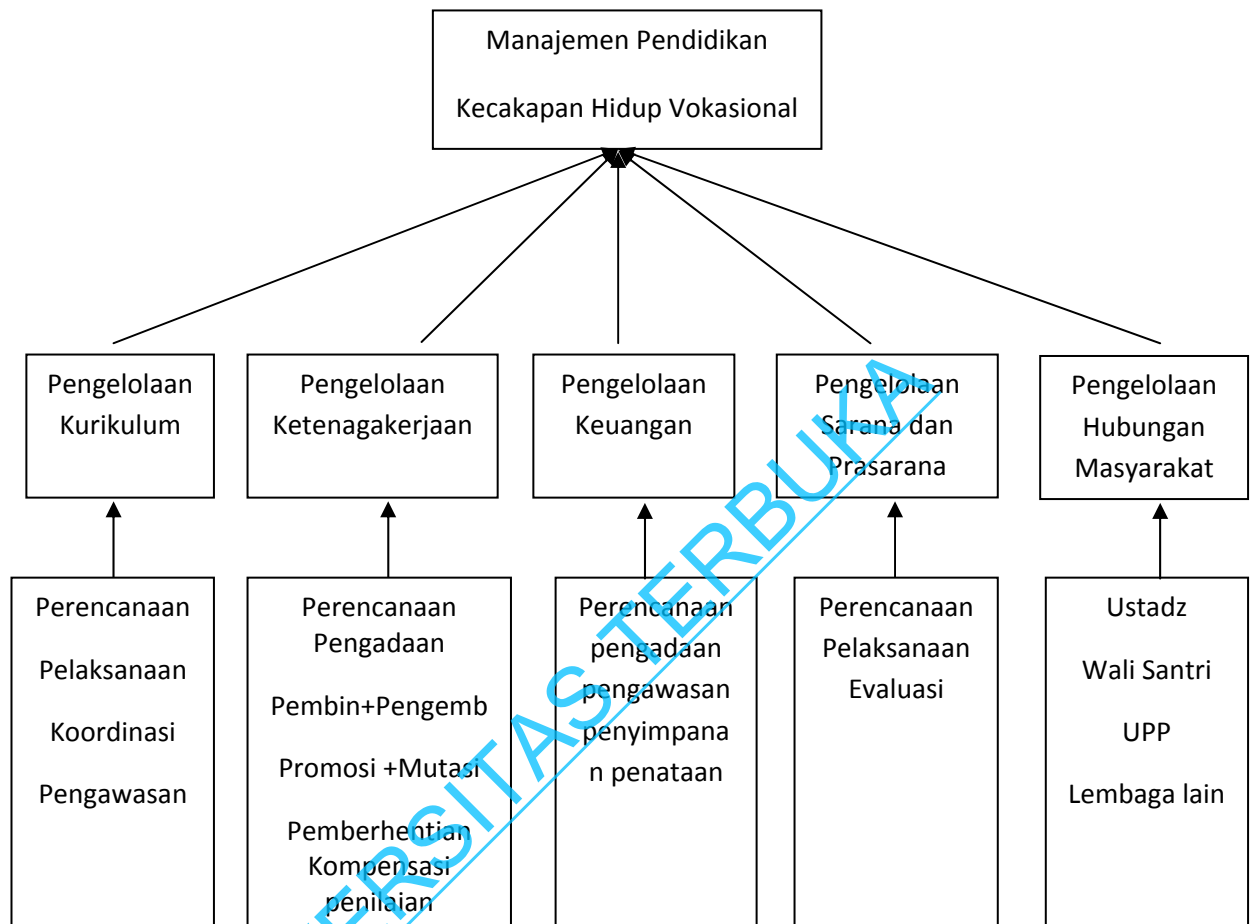 Manajemen Pendidikan
Kecakapan Hidup Vokasional
Pengelolaan
Kurikulum
Pengelolaan
Ketenagakerjaan
Pengelolaan
Keuangan
Pengelolaan
Sarana dan
Prasarana
Pengelolaan
Hubungan
Masyarakat
Perencanaan
Pelaksanaan
Koordinasi
Pengawasan
Perencanaan
Pengadaan
Pembin+Pengemb
Promosi +Mutasi
Pemberhentian
Kompensasi
penilaian
Perencanaan
pengadaan
pengawasan
penyimpana
n penataan
Perencanaan
Pelaksanaan
Evaluasi
Ustadz
Wali Santri
UPP
Lembaga lain
ERSITAS TERBUKA